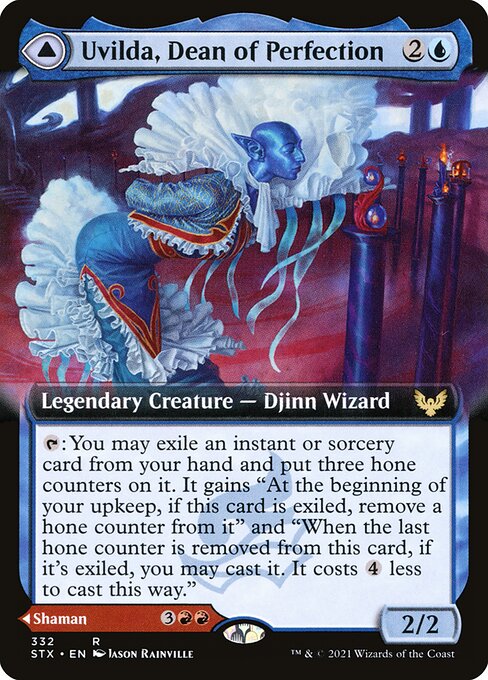 Uvilda, Dean of Perfection 2
Legendary Creature — Djinn Wizard
: You may exile an instant or sorcery
card from your hand and put three hone
counters on it. It gains “At the beginning of
your upkeep, if this card is exiled, remove a
hone counter from it” and “When the last
hone counter is removed from this card, if
it's exiled, you may cast it. It costs 4 less
to cast this way.”
Shaman 3
2/2
332 R
STX • EN Jason Rainville
™ & © 2021 Wizards of the Coast